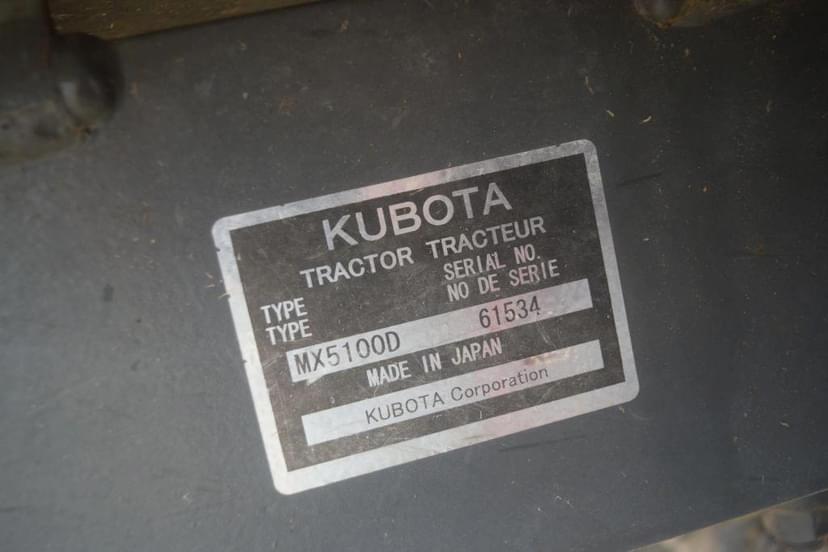 KUBOTA
TRACTOR TRACTEUR
TYPE SERIAL NO.
TYPE NO DE SERIE
MX5100D 61534
MADE IN JAPAN
KUBOTA Corporation